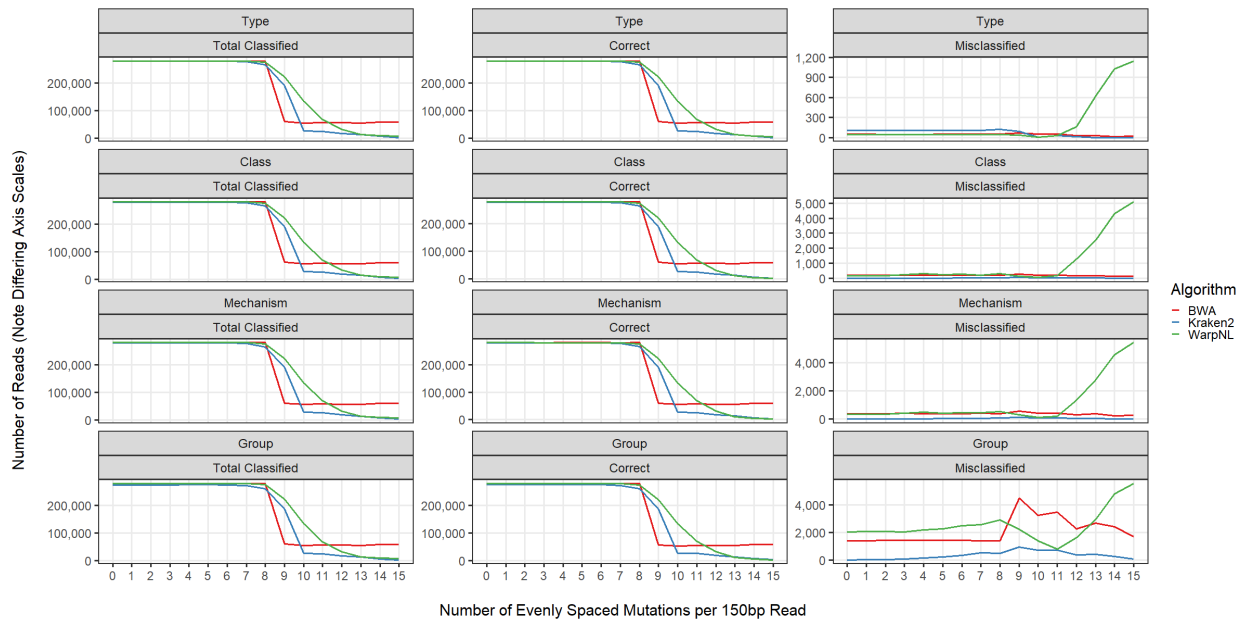 Type
Type
Type
Total Classified
Correct
Misclassified
200,000
100,000
0
1,200
900
600
300
0
Class
Class
Class
Total Classified
Correct
Misclassified
200,000
100,000
0
200,000
100,000
0
5,000
4,000
3,000
2,000
1,000
0
Mechanism
Mechanism
Mechanism
Total Classified
Correct
Misclassified
200,000
100,000
0
200,000
100,000
0
4,000
2,000
0
Group
Group
Group
Total Classified
Correct
Misclassified
200,000
100,000
0
200,000
100,000
0
4,000
2,000
0
200,000
100,000
0
0 1 2 3 4 5 6 7 8 9 10 11 12 13 14 15
0 1 2 3 4 5 6 7 8 9 10 11 12 13 14 15
0 1 2 3 4 5 6 7 8 9 10 11 12 13 14 15
Number of Evenly Spaced Mutations per 150bp Read
Number of Reads (Note Differing Axis Scales)
Algorithm
BWA
Kraken2
WarpNL